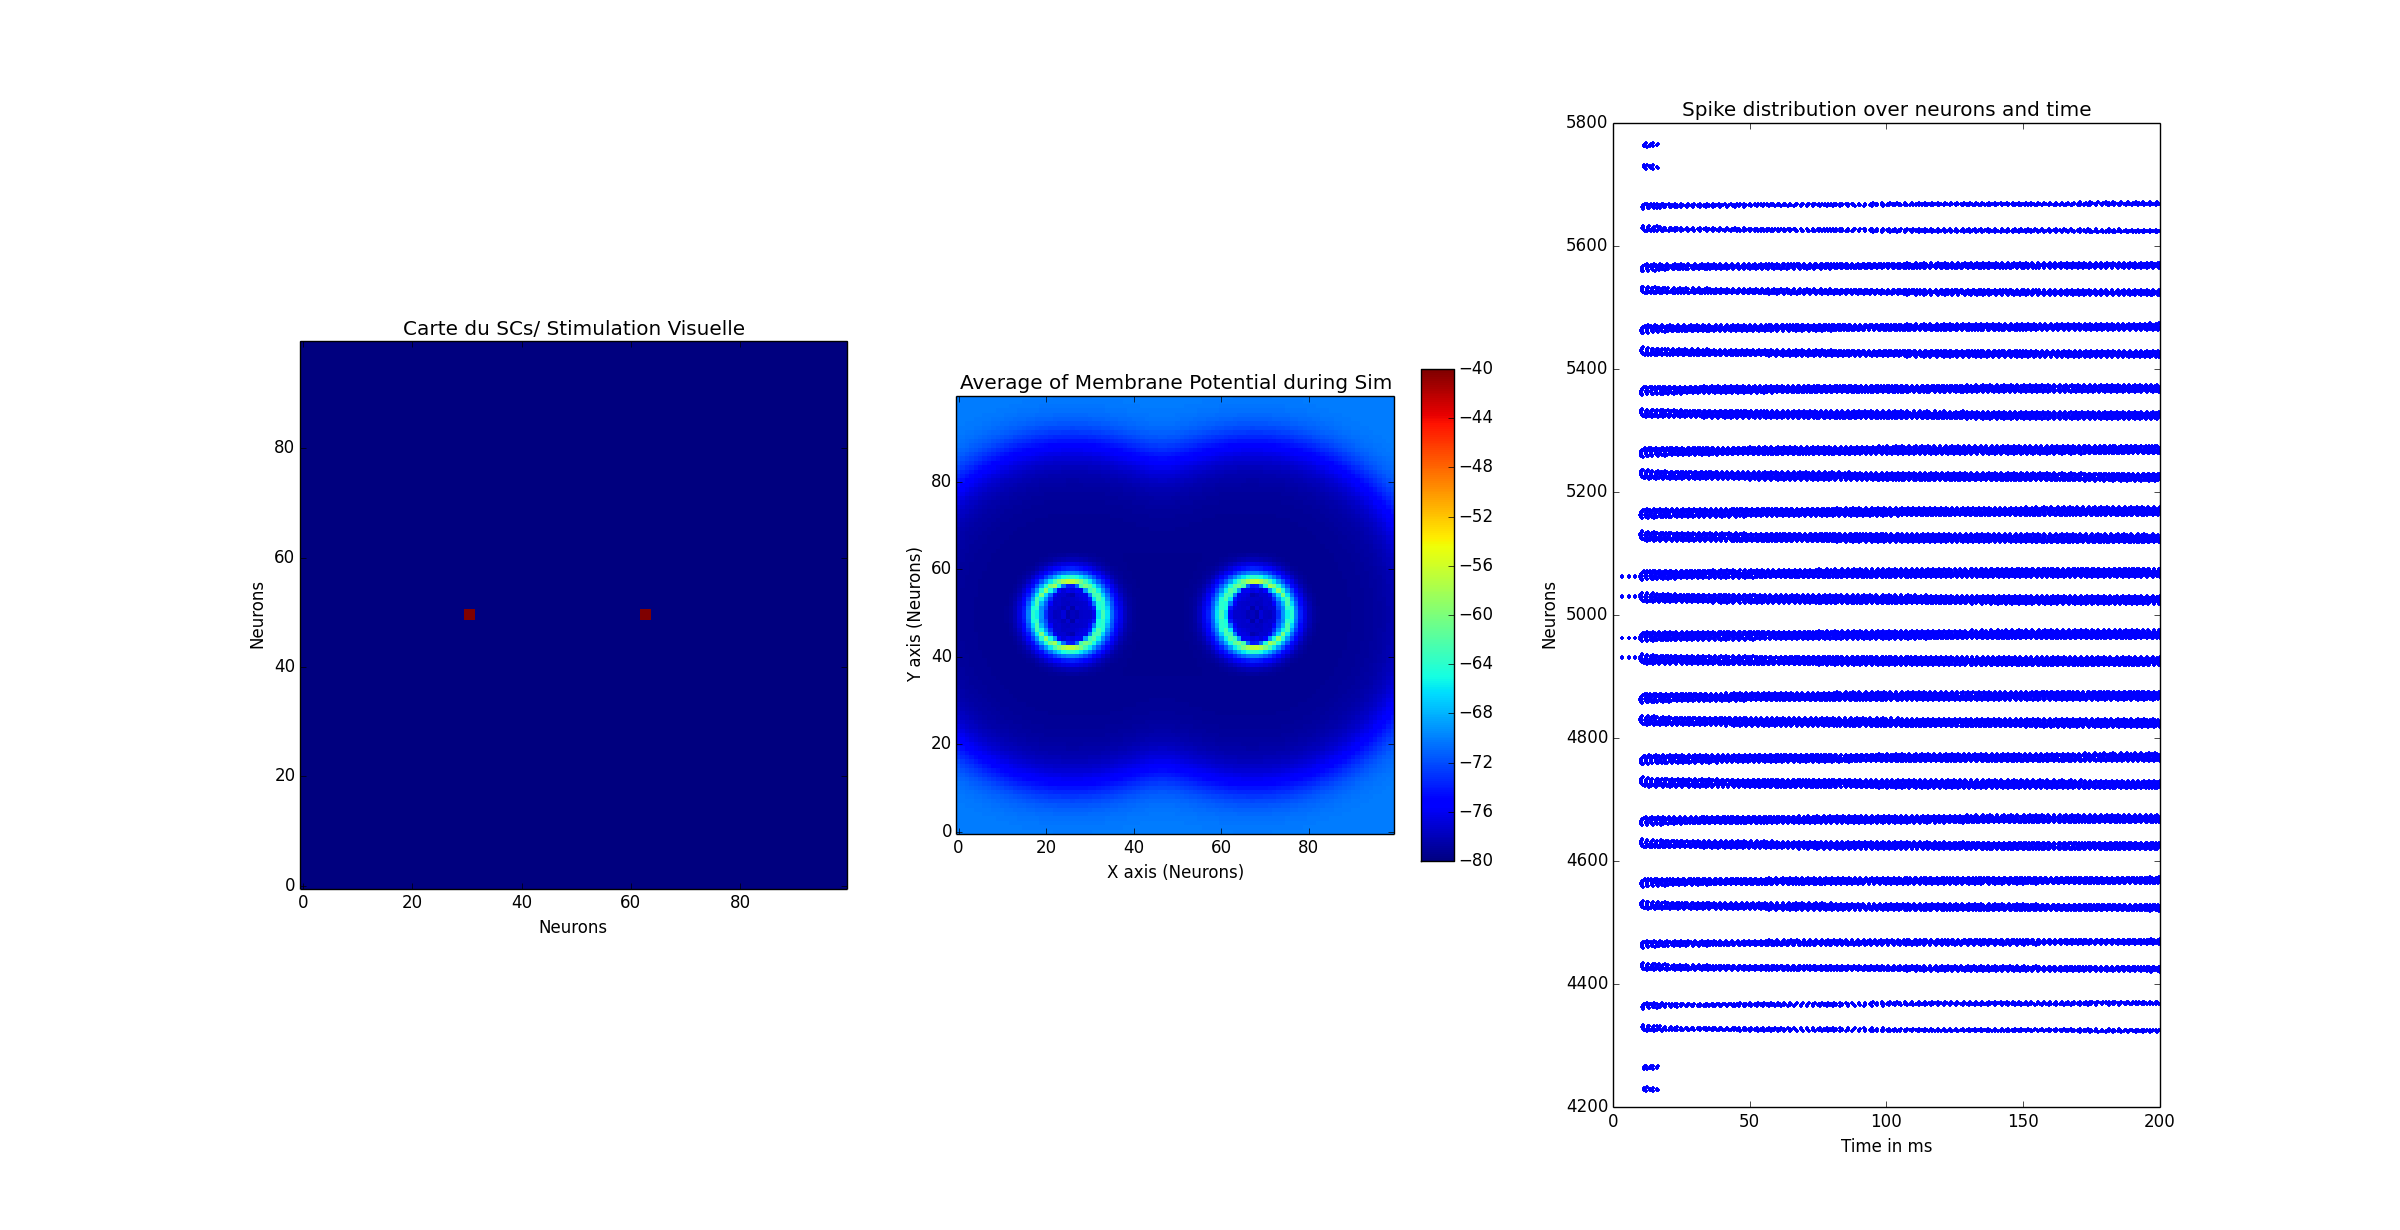 Carte du SCs/ Stimulation Visuelle
80
60
40
20
0
0 20 40 60 80
Neurons
Neurons
Average of Membrane Potential during Sim
80
60
40
20
0
0 20 40 60 80
Y axis (Neurons)
X axis (Neurons)
−40
−44
−48
−52
−56
−60
−64
−68
−72
−76
−80
Spike distribution over neurons and time
5800
5600
5400
5200
5000
4800
4600
4400
4200
0 50 100 150 200
Neurons
Time in ms